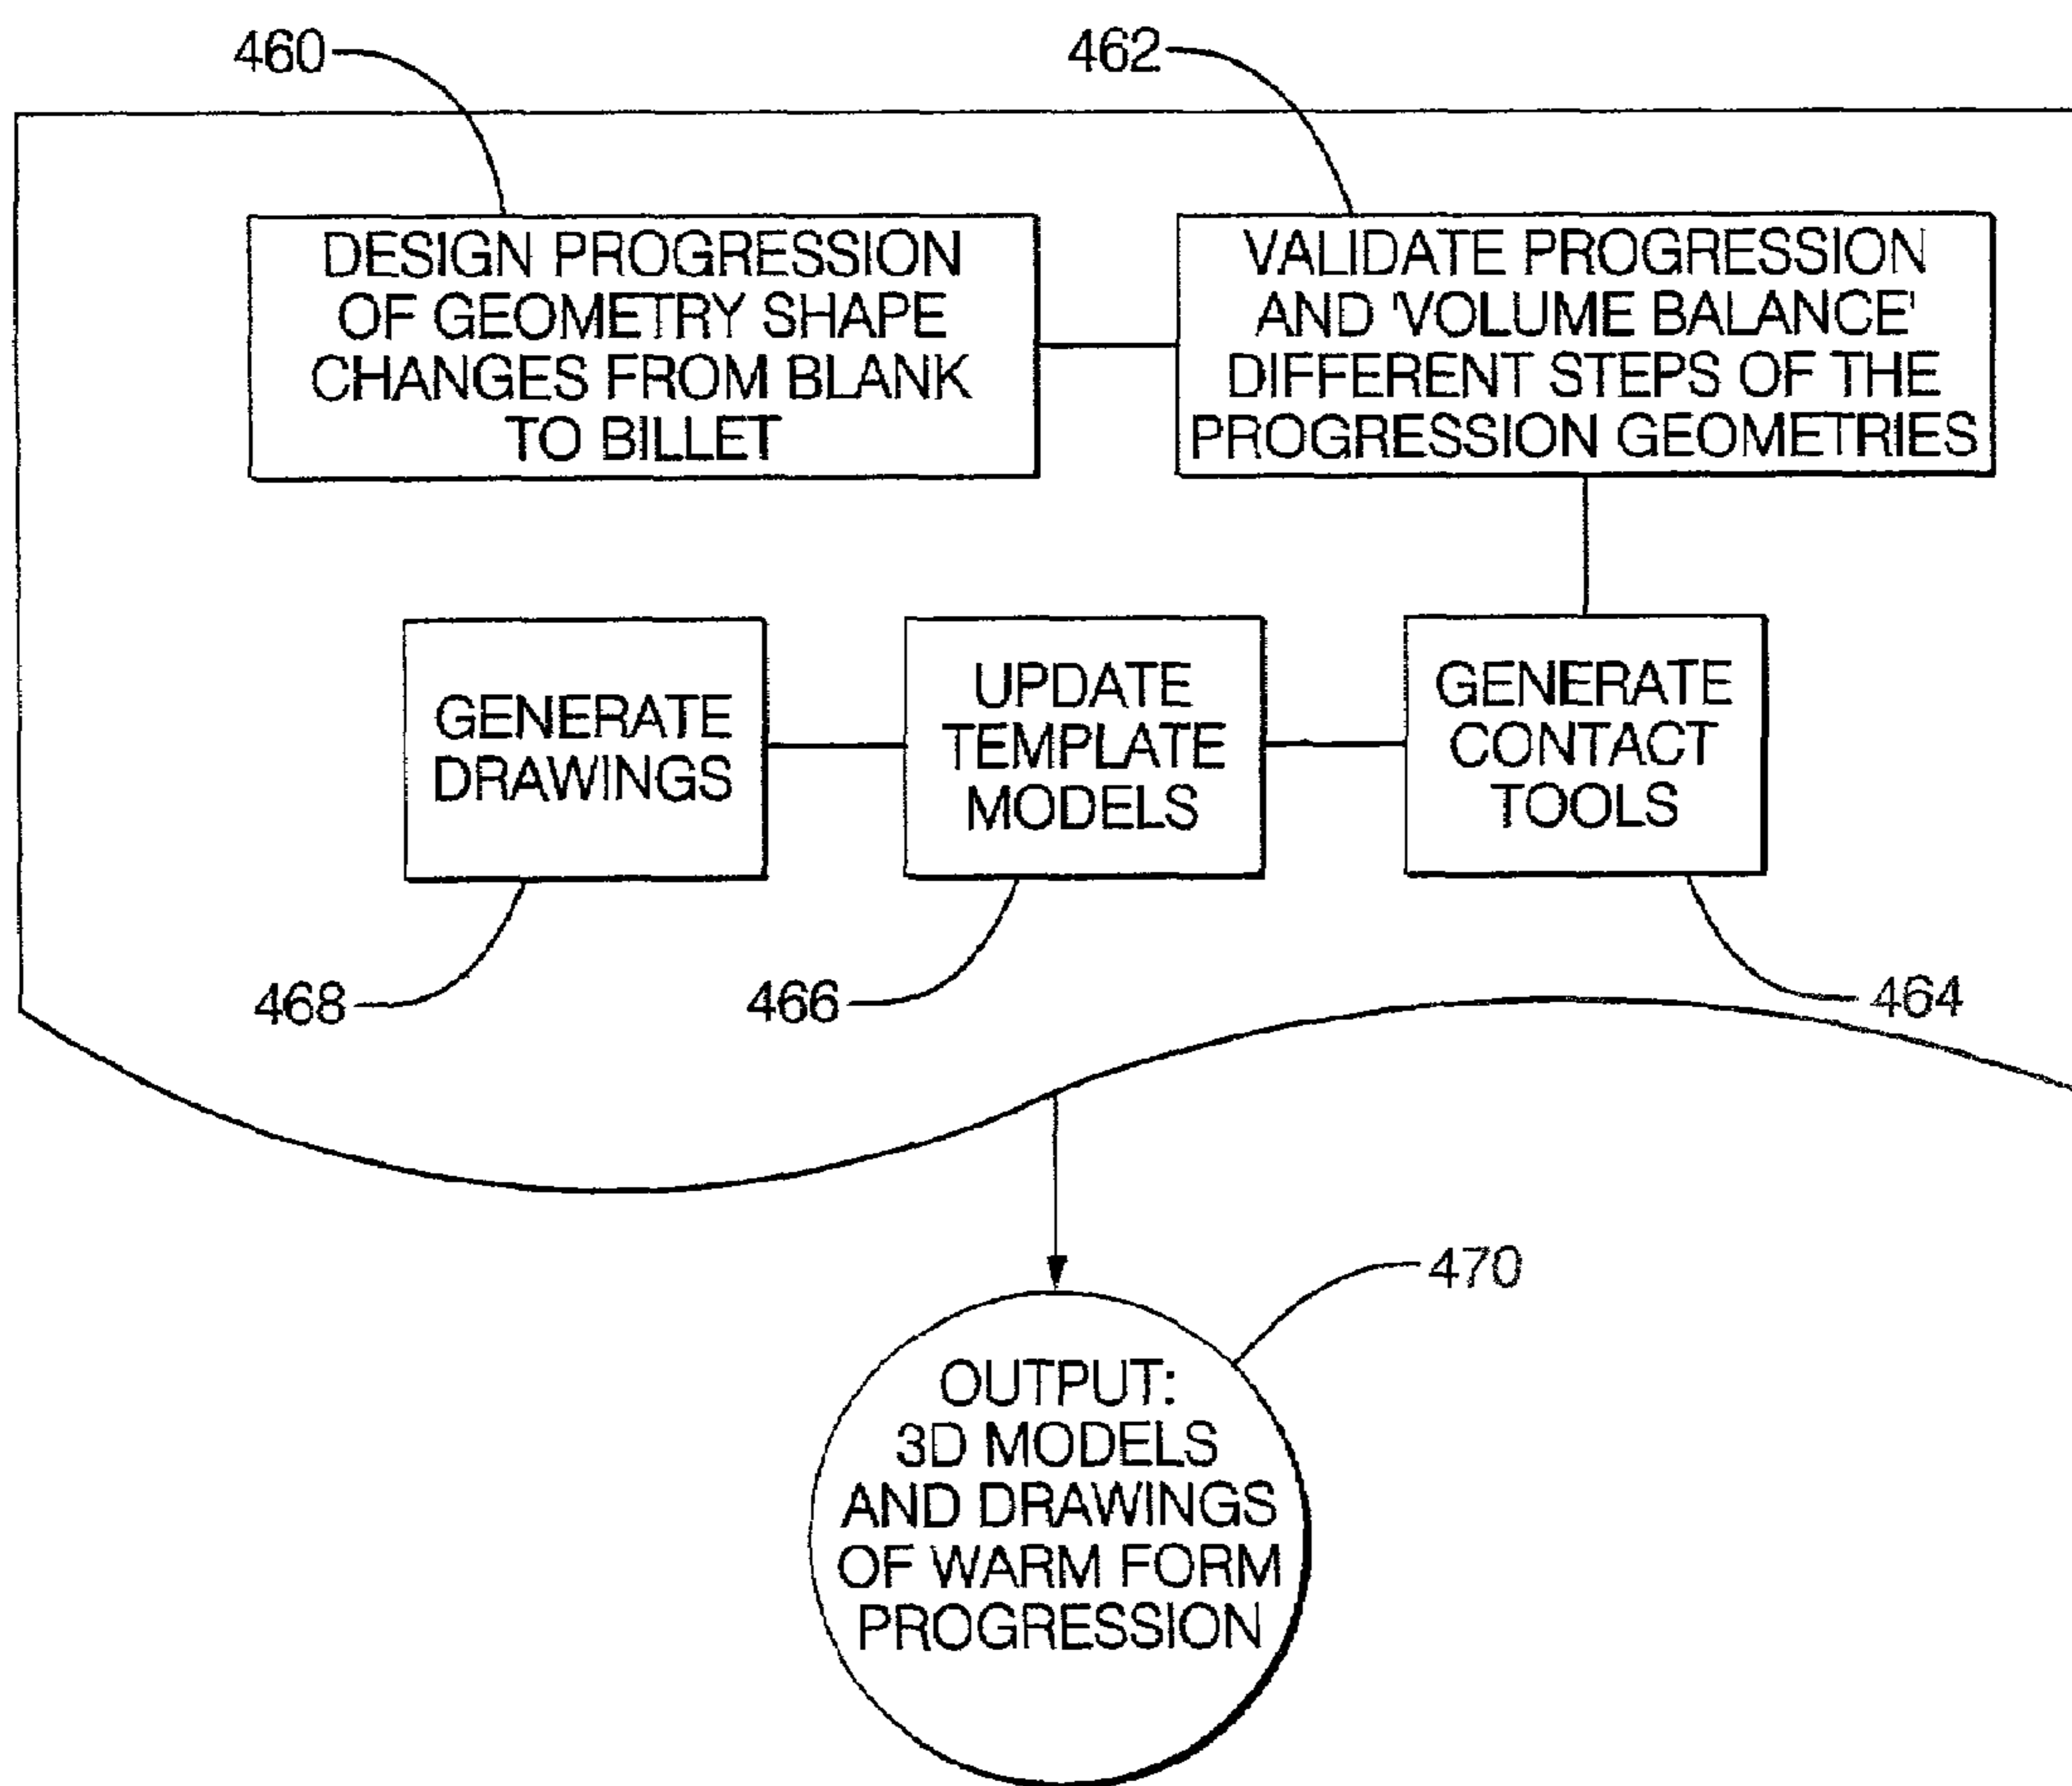 460
462
DESIGN PROGRESSION
OF GEOMETRY SHAPE
CHANGES FROM BLANK
TO BILLET
VALIDATE PROGRESSION
AND 'VOLUME BALANCE'
DIFFERENT STEPS OF THE
PROGRESSION GEOMETRIES
GENERATE
DRAWINGS
UPDATE
TEMPLATE
MODELS
GENERATE
CONTACT
TOOLS
468
466
464
470
OUTPUT:
3D MODELS
AND DRAWINGS
OF WARM FORM
PROGRESSION